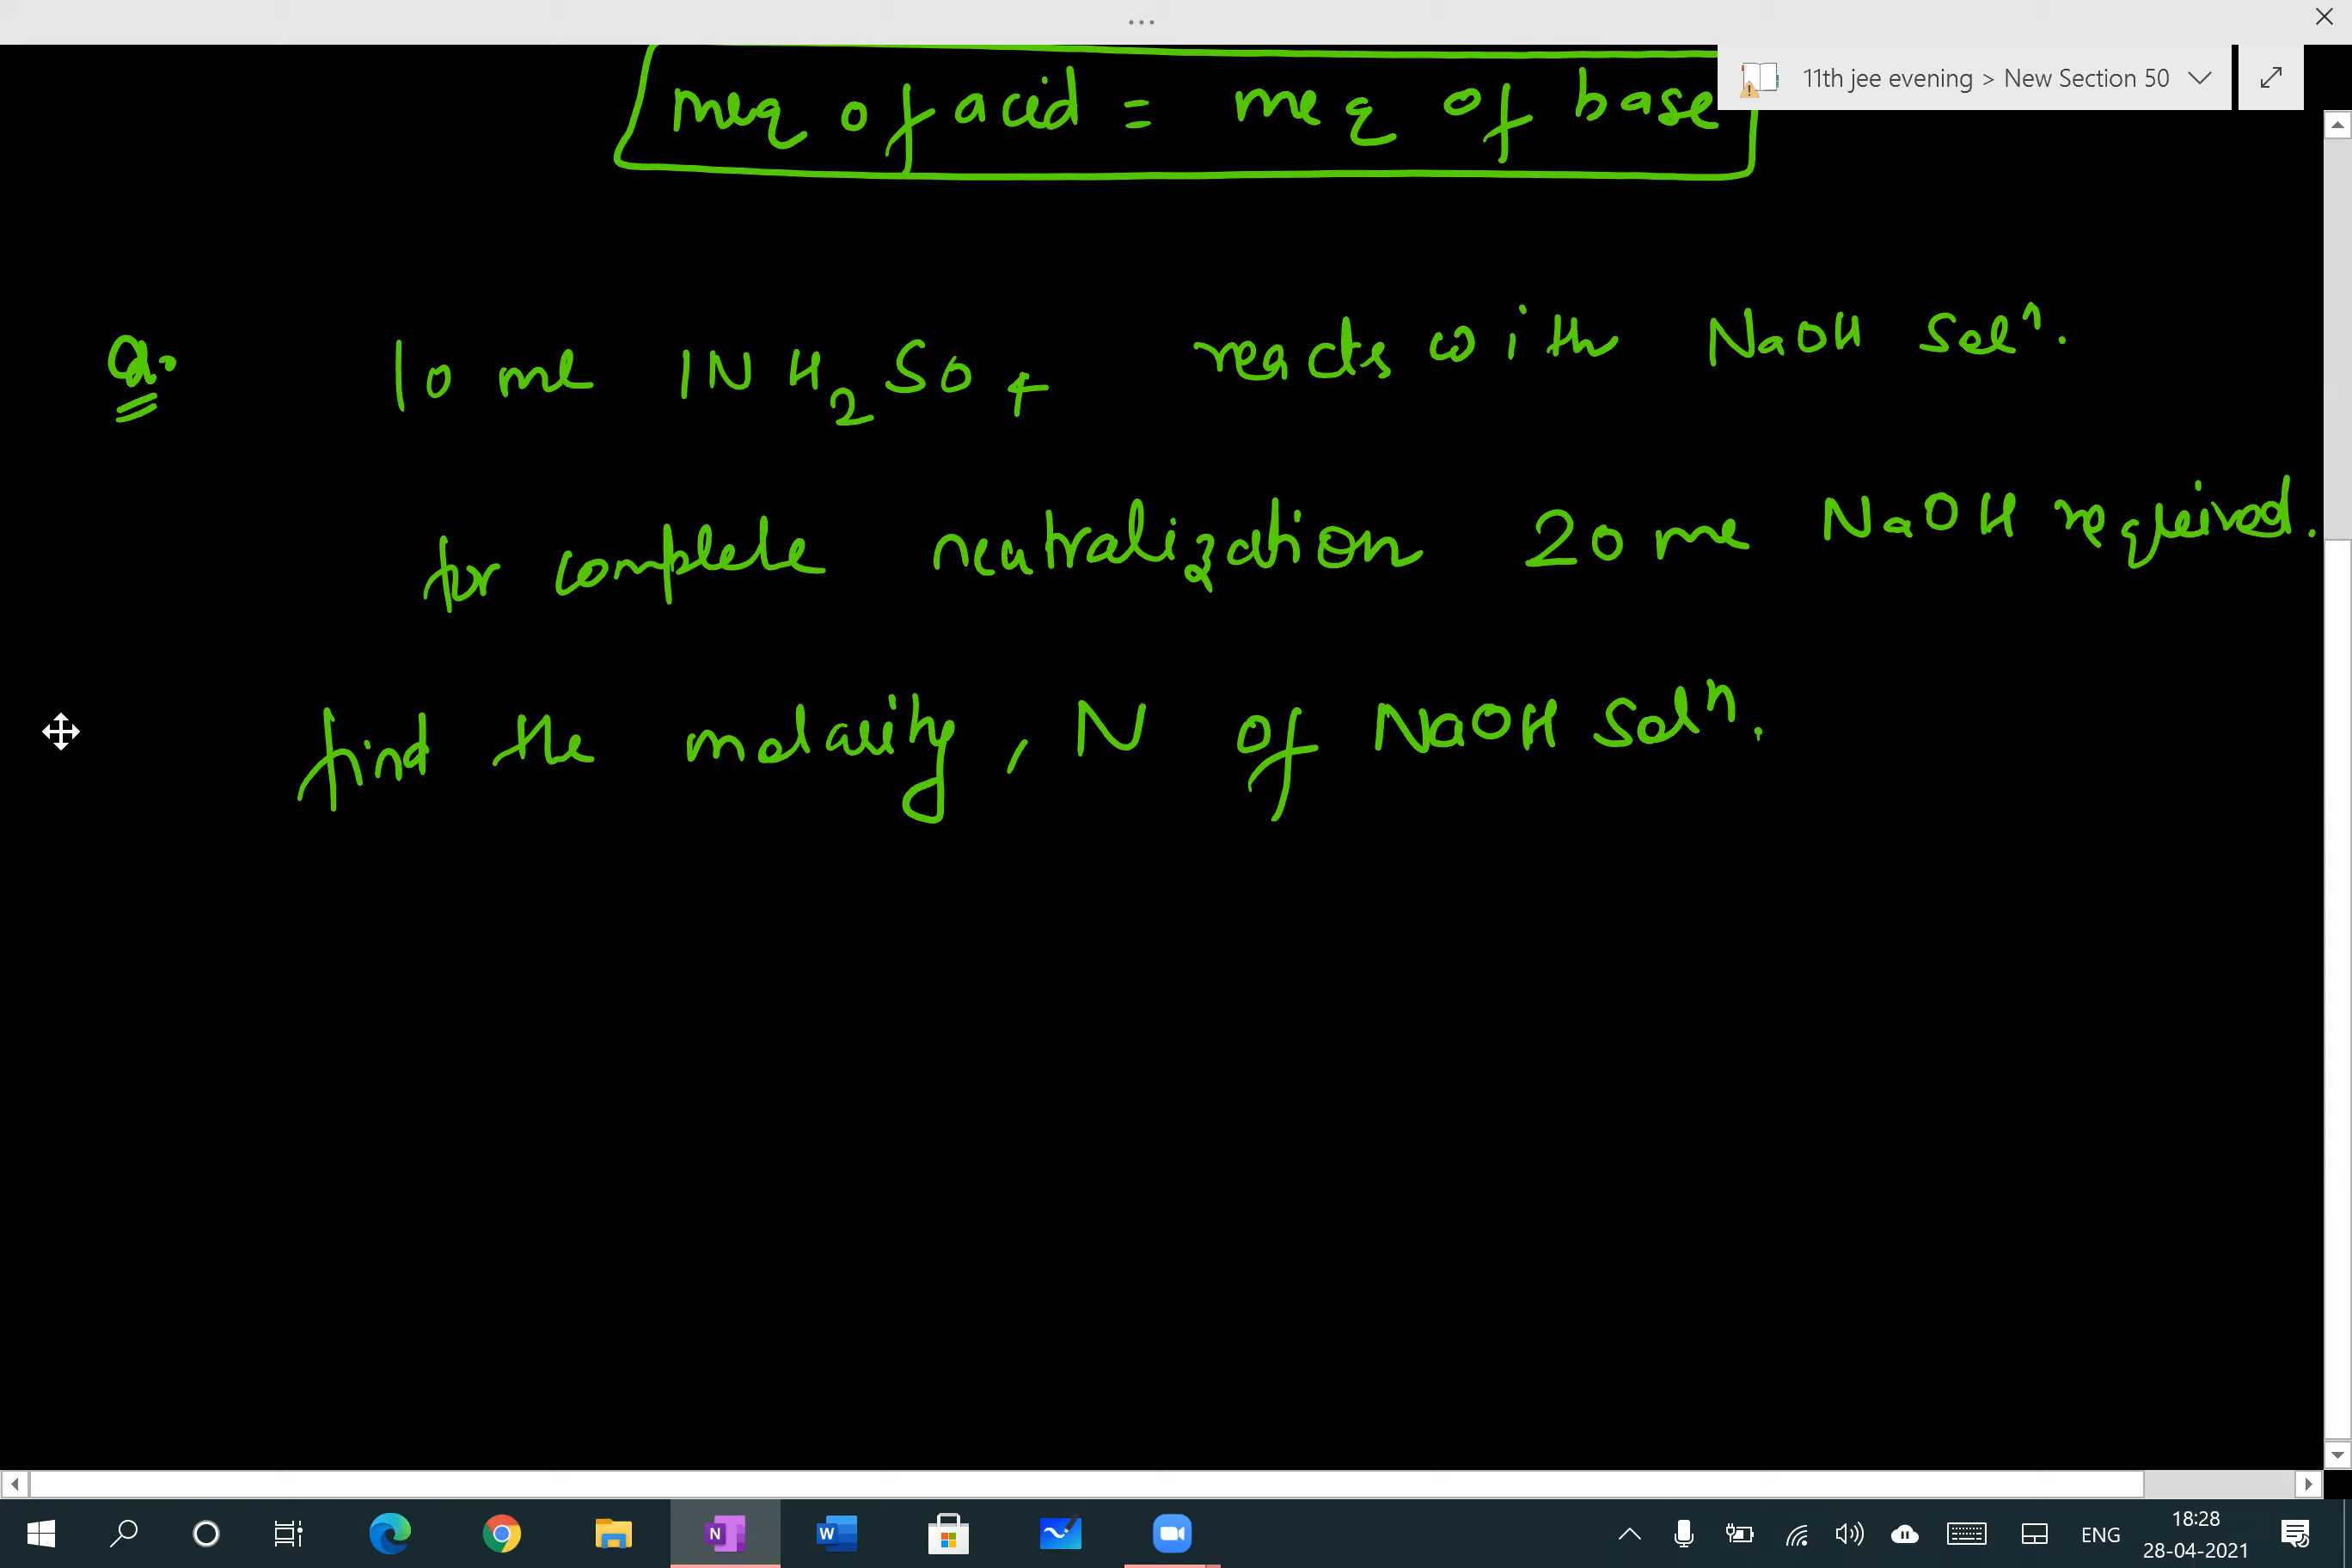 11th jee evening > New Section 50
meq of acid = meq of base
Q. 10 ml 1N H2SO4 reacts with NaOH Solⁿ.
for complete neutralization 20 ml NaOH required.
find the molarity, N of NaOH Solⁿ.
ENG
18:28
28-04-2021